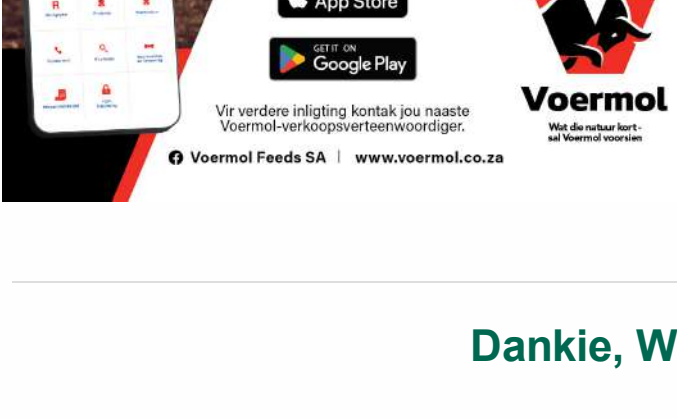 App Store
GET IT ON
Google Play
Voermol
Wat die natuur kort -
sal Voermol voorsien
Vir verdere inligting kontak jou naaste
Voermol-verkoopsverteenwoordiger.
Voermol Feeds SA | www.voermol.co.za
Dankie, W